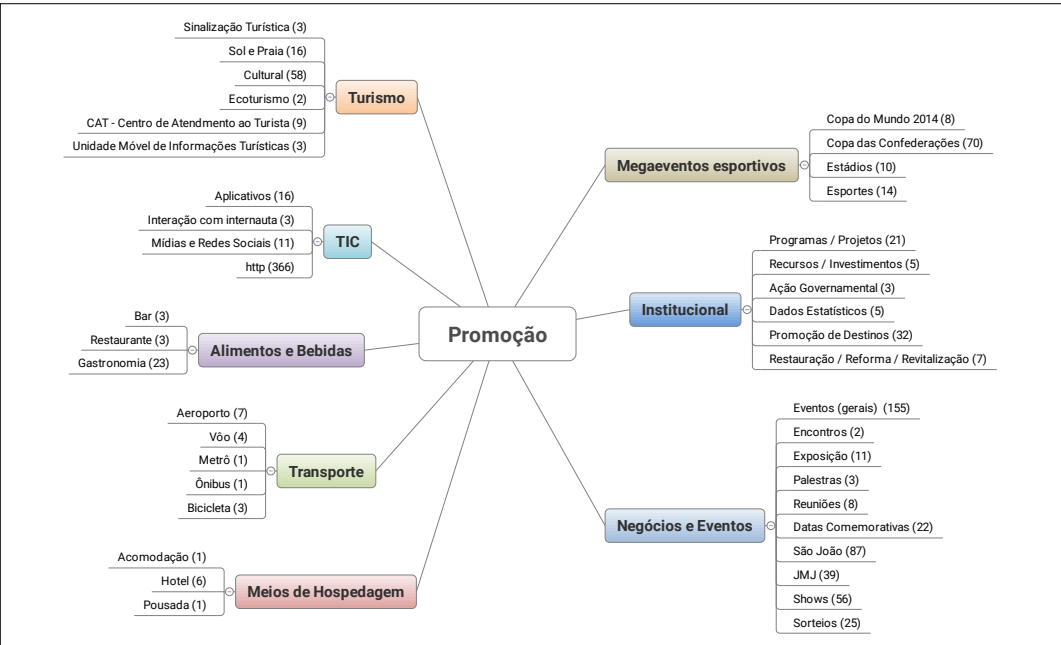 Promoção
Turismo
Sinalização Turística (3)
Sol e Praia (16)
Cultural (58)
Ecoturismo (2)
CAT - Centro de Atendmento ao Turista (9)
Unidade Móvel de Informações Turísticas (3)
TIC
Aplicativos (16)
Interação com internauta (3)
Mídias e Redes Sociais (11)
http (366)
Alimentos e Bebidas
Bar (3)
Restaurante (3)
Gastronomia (23)
Transporte
Aeroporto (7)
Vôo (4)
Metrô (1)
Ônibus (1)
Bicicleta (3)
Meios de Hospedagem
Acomodação (1)
Hotel (6)
Pousada (1)
Megaeventos esportivos
Copa do Mundo 2014 (8)
Copa das Confederações (70)
Estádios (10)
Esportes (14)
Institucional
Programas / Projetos (21)
Recursos / Investimentos (5)
Ação Governamental (3)
Dados Estatísticos (5)
Promoção de Destinos (32)
Restauração / Reforma / Revitalização (7)
Negócios e Eventos
Eventos (gerais) (155)
Encontros (2)
Exposição (11)
Palestras (3)
Reuniões (8)
Datas Comemorativas (22)
São João (87)
JMJ (39)
Shows (56)
Sorteios (25)